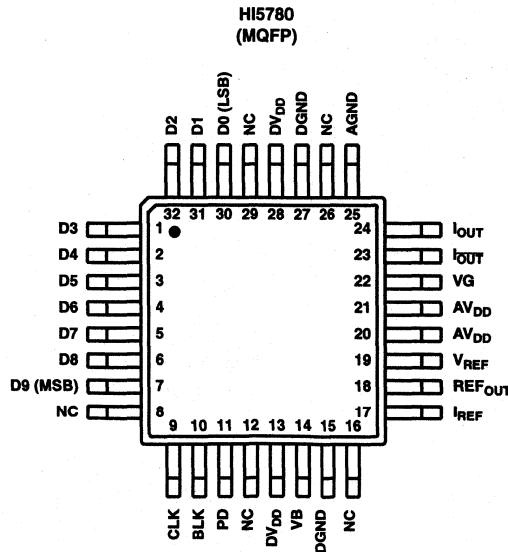 HI5780
(MQFP)
D2
D1
D0 (LSB)
NC
DVDD
DGND
NC
AGND
32 31 30 29 28 27 26 25
D3 1
D4 2
D5 3
D6 4
D7 5
D8 6
D9 (MSB) 7
NC 8
24 IOUT
23 I̅O̅U̅T̅
22 VG
21 AVDD
20 AVDD
19 VREF
18 REFOUT
17 IREF
9 10 11 12 13 14 15 16
CLK
BLK
PD
NC
DVDD
VB
DGND
NC